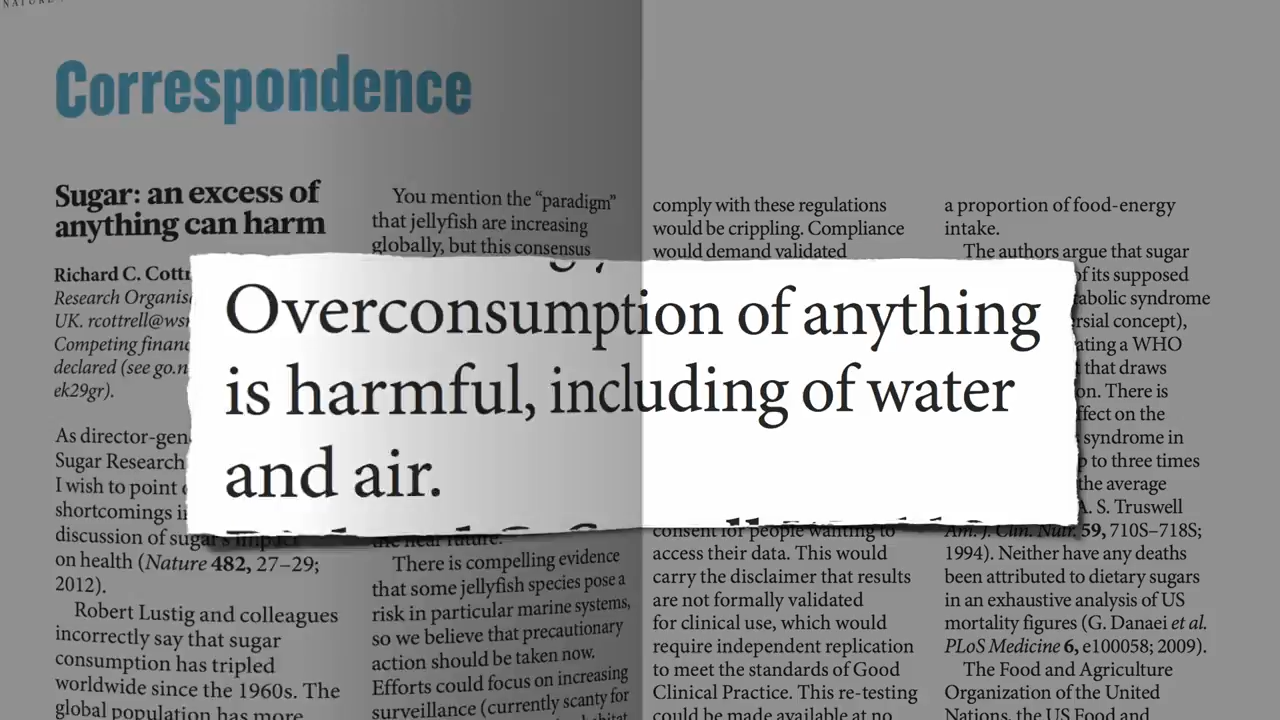 NATURE
Correspondence
Sugar: an excess of
anything can harm
Richard C. Cottr
Research Organis
UK. rcottrell@wsr
Competing financ
declared (see go.n
ek29gr).
As director-gen
Sugar Research
I wish to point
shortcomings i
discussion of sugar's impact
on health (Nature 482, 27–29;
2012).
Robert Lustig and colleagues
incorrectly say that sugar
consumption has tripled
worldwide since the 1960s. The
global population has more
You mention the “paradigm”
that jellyfish are increasing
globally, but this consensus
the near future.
There is compelling evidence
that some jellyfish species pose a
risk in particular marine systems,
so we believe that precautionary
action should be taken now.
Efforts could focus on increasing
surveillance (currently scanty for
Overconsumption of anything
is harmful, including of water
and air.
comply with these regulations
would be crippling. Compliance
would demand validated
consent for people wanting to
access their data. This would
carry the disclaimer that results
are not formally validated
for clinical use, which would
require independent replication
to meet the standards of Good
Clinical Practice. This re-testing
could be made available at no
a proportion of food-energy
intake.
The authors argue that sugar
of its supposed
tabolic syndrome
rsial concept),
ating a WHO
t that draws
on. There is
ffect on the
syndrome in
p to three times
the average
A. S. Truswell
Am. J. Clin. Nutr. 59, 710S–718S;
1994). Neither have any deaths
been attributed to dietary sugars
in an exhaustive analysis of US
mortality figures (G. Danaei et al.
PLoS Medicine 6, e100058; 2009).
The Food and Agriculture
Organization of the United
Nations, the US Food and